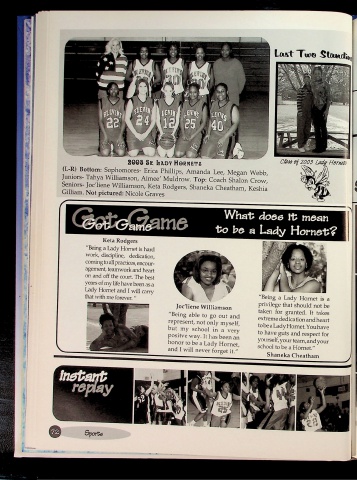 Last Two Standin
2003 Sr. Lady Hornets
(L-R) Bottom: Sophomores- Erica Phillips, Amanda Lee, Megan Webb,
Juniors- Tahya Williamson, Aimee' Muldrow. Top: Coach Shalon Crow,
Seniors- Joc'liene Williamson, Keta Rodgers, Shaneka Cheatham, Keshia
Gilliam. Not pictured: Nicole Graves
Class of 2003 Lady Hornets
Got Game
What does it mean
to be a Lady Hornet?
Keta Rodgers
"Being a Lady Hornet is hard
work, discipline, dedication,
coming to all practices, encour-
agement, teamwork and heart
on and off the court. The best
years of my life have been as a
Lady Hornet and I will carry
that with me forever."
Joc'liene Williamson
"Being able to go out and
represent, not only myself,
but my school in a very
positive way. It has been an
honor to be a Lady Hornet,
and I will never forget it."
"Being a Lady Hornet is a
privilege that should not be
taken for granted. It takes
extreme dedication and heart
to be a Lady Hornet. You have
to have guts and respect for
yourself, your team, and your
school to be a Hornet."
Shaneka Cheatham
Instant
replay
72
Sports